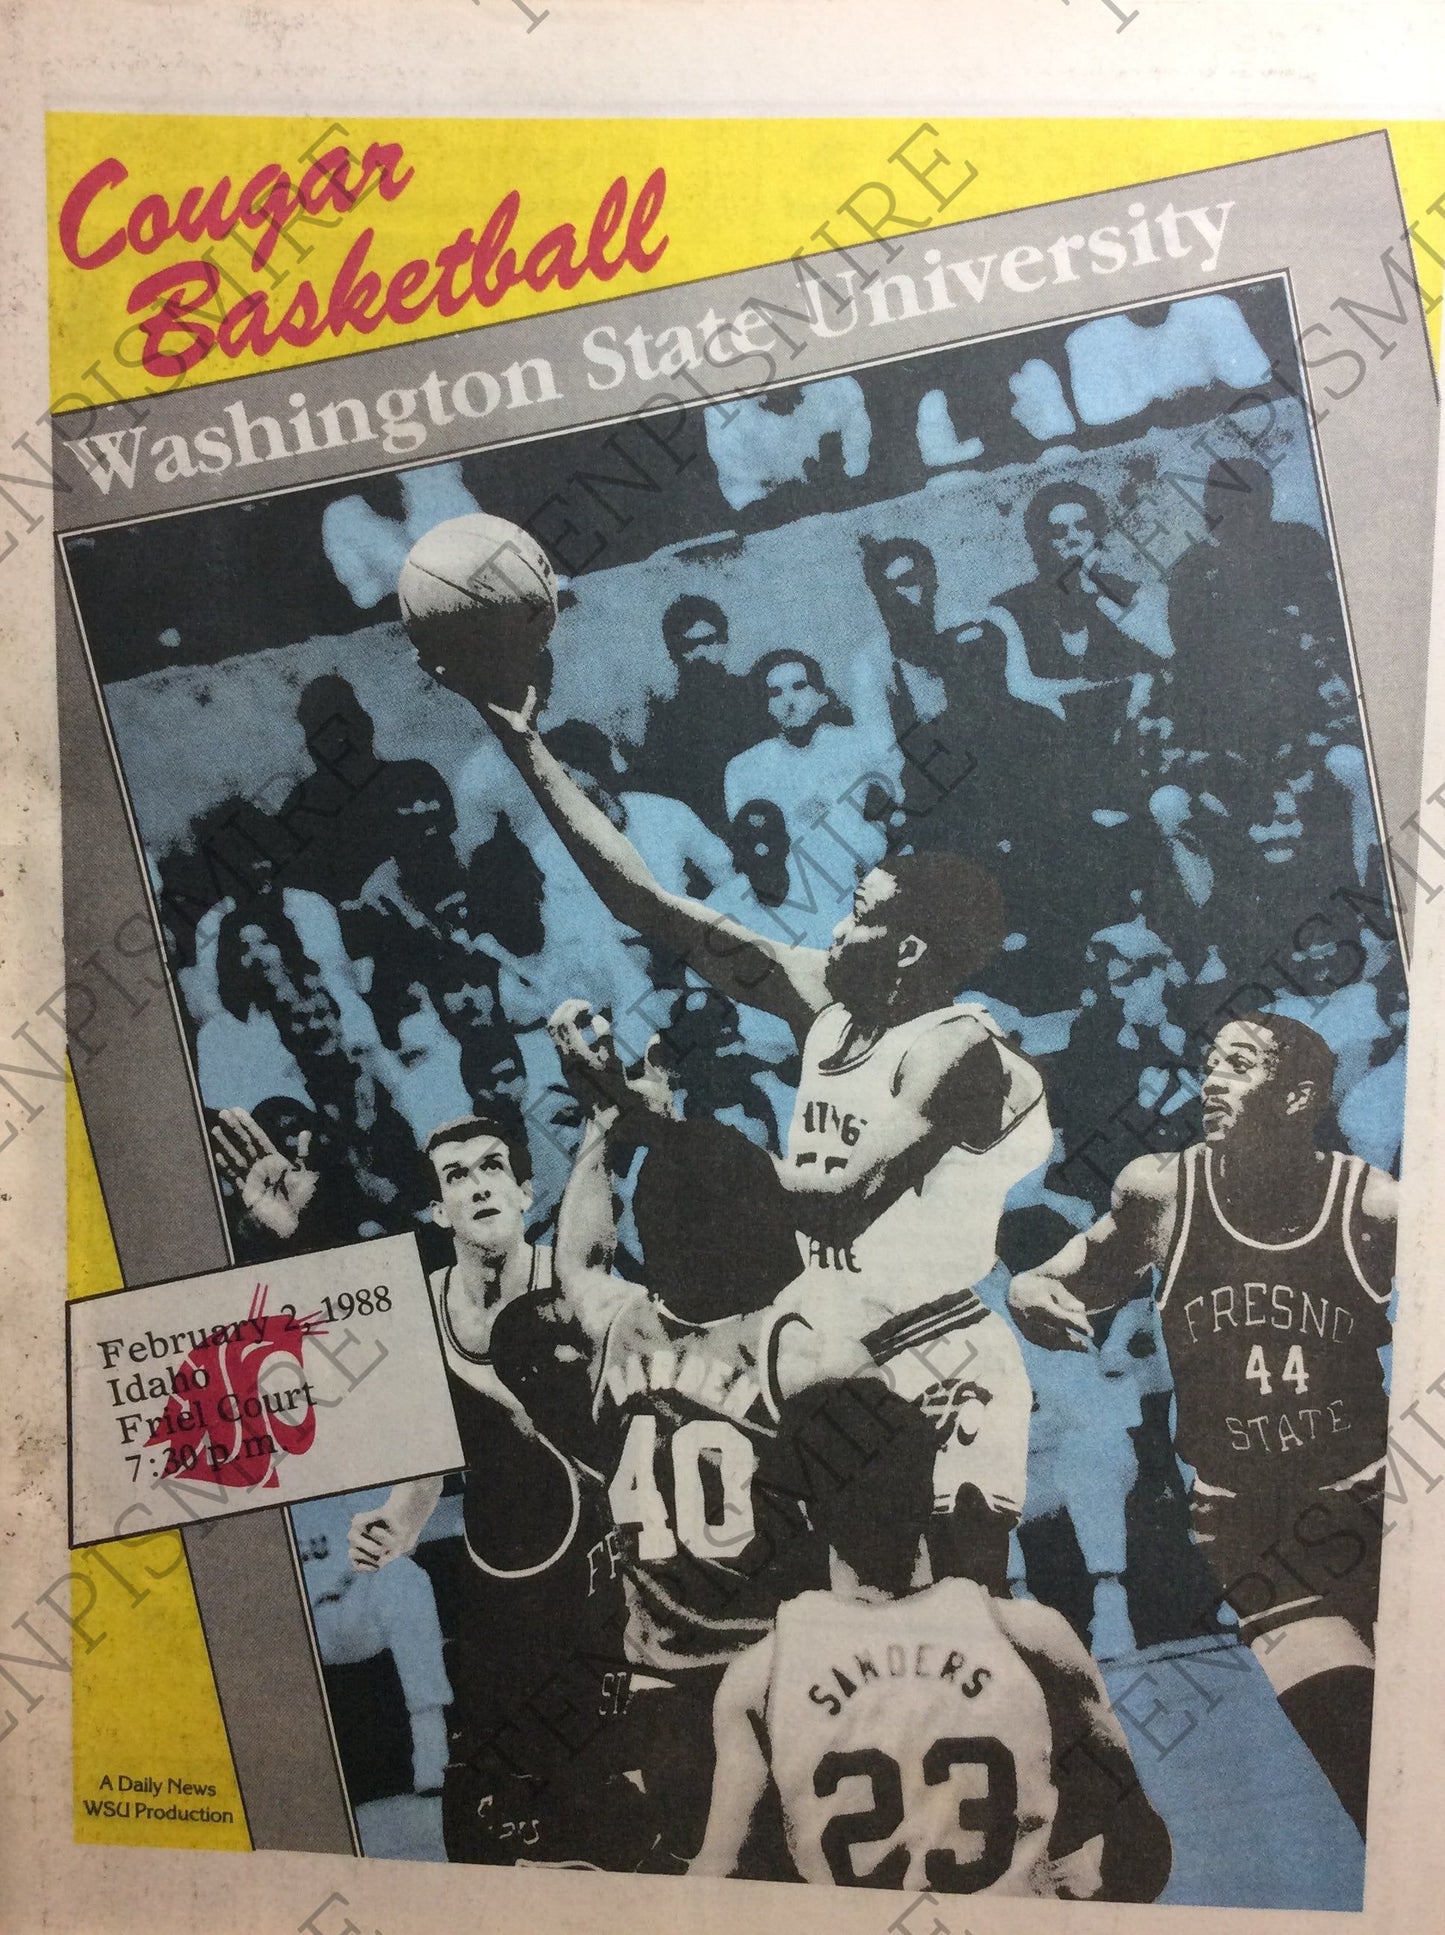 Cougar
Basketball
Washington State University
February 2, 1988
Idaho
Friel Court
7:30 p.m.
FRESNO
44
STATE
40
SANDERS
23
A Daily News
WSU Production
TENPISMIRE